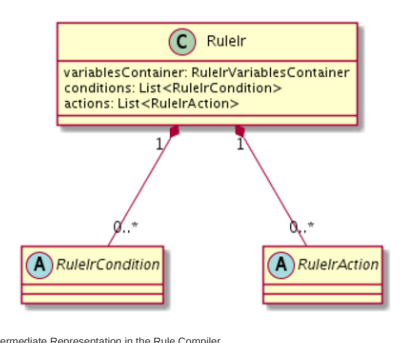 C RuleIr
variablesContainer: RuleIrVariablesContainer
conditions: List<RuleIrCondition>
actions: List<RuleIrAction>
1 1
0..* 0..*
A RuleIrCondition A RuleIrAction
Representation in the Rule Compiler